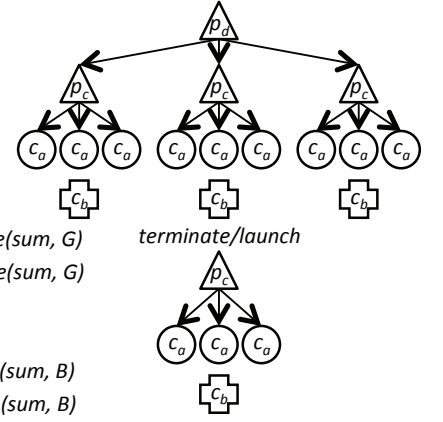 p_d
p_c p_c p_c
c_a c_a c_a c_a c_a c_a c_a c_a c_a
c_b c_b c_b
e(sum, G) terminate/launch
e(sum, G)
p_c
c_a c_a c_a
(sum, B)
c_b
(sum, B)